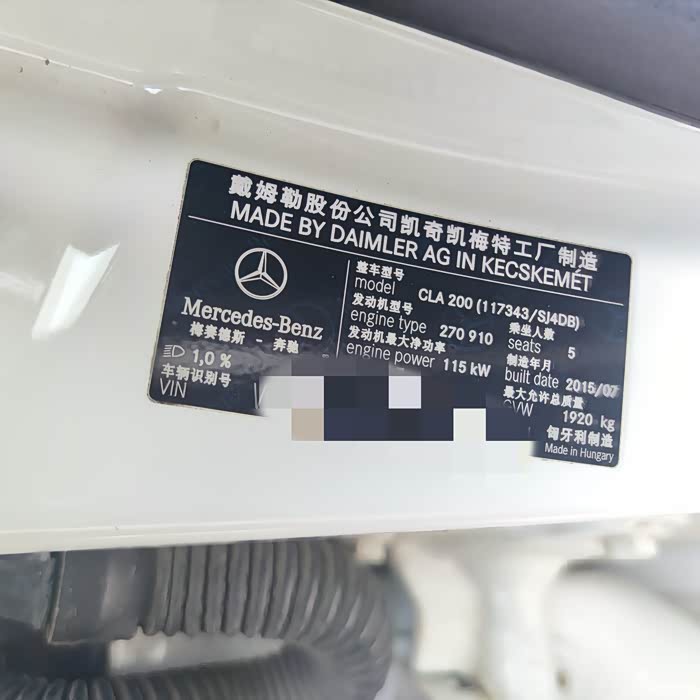 戴姆勒股份公司凯奇凯梅特工厂制造
MADE BY DAIMLER AG IN KECSKEMÉT
Mercedes-Benz
梅赛德斯 - 奔驰
1,0 %
车辆识别号
VIN
整车型号
model CLA 200 (117343/SJ4DB)
发动机型号
engine type 270 910
发动机最大净功率
engine power 115 kW
乘坐人数
seats 5
制造年月
built date 2015/07
最大允许总质量
GVW 1920 kg
匈牙利制造
Made in Hungary